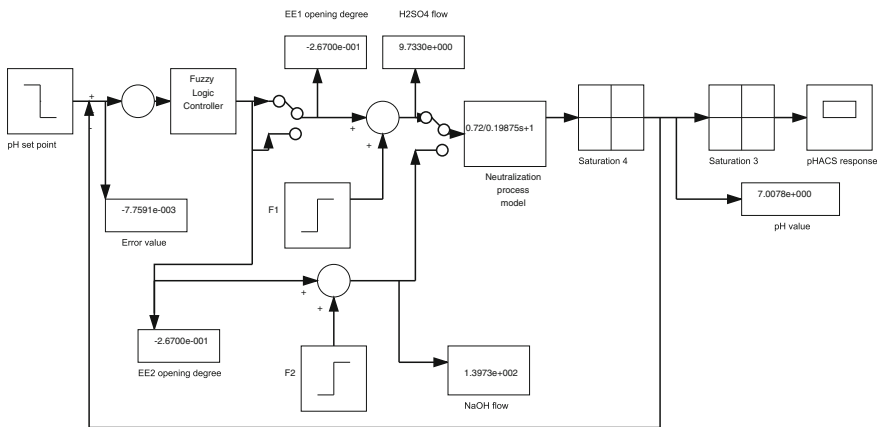 EE1 opening degree
H2SO4 flow
-2.6700e-001
9.7330e+000
Fuzzy
Logic
Controller
+
-
pH set point
+
+
0.72/0.19875s+1
Neutralization
process
model
Saturation 4
Saturation 3
pHACS response
-7.7591e-003
Error value
F1
7.0078e+000
pH value
+
+
-2.6700e-001
EE2 opening degree
F2
1.3973e+002
NaOH flow